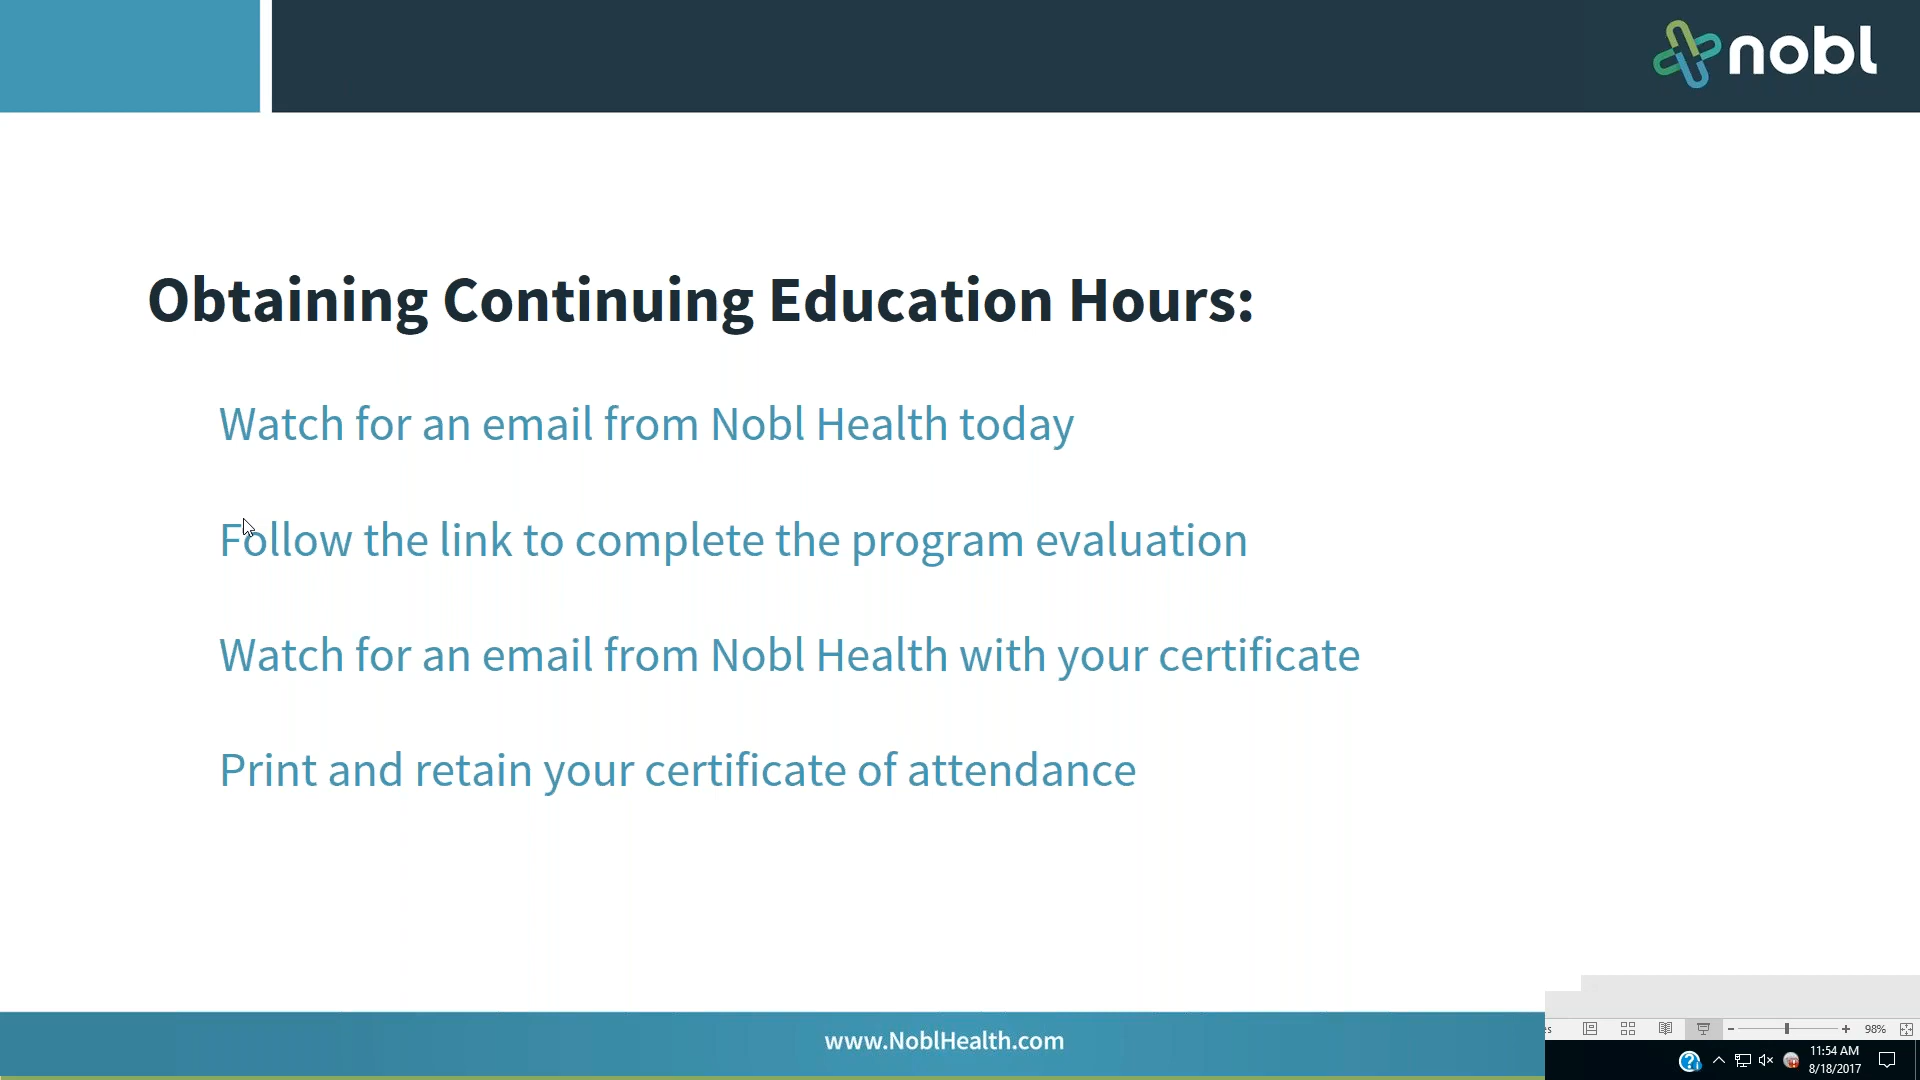 nobl
Obtaining Continuing Education Hours:
Watch for an email from Nobl Health today
Follow the link to complete the program evaluation
Watch for an email from Nobl Health with your certificate
Print and retain your certificate of attendance
www.NoblHealth.com
es
98%
11:54 AM
8/18/2017